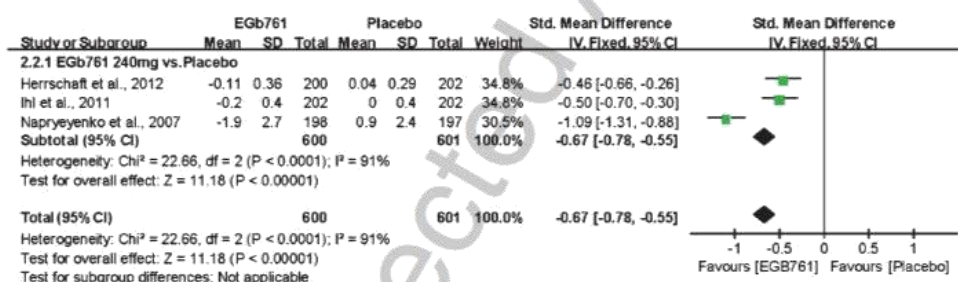 EGb761 Placebo Std. Mean Difference Std. Mean Difference
Study or Subgroup Mean SD Total Mean SD Total Weight IV, Fixed, 95% CI IV, Fixed, 95% CI
2.2.1 EGb761 240mg vs.Placebo
Herrschaft et al., 2012 -0.11 0.36 200 0.04 0.29 202 34.8% -0.46 [-0.66, -0.26]
Ihl et al., 2011 -0.2 0.4 202 0 0.4 202 34.8% -0.50 [-0.70, -0.30]
Napryeyenko et al., 2007 -1.9 2.7 198 0.9 2.4 197 30.5% -1.09 [-1.31, -0.88]
Subtotal (95% CI) 600 601 100.0% -0.67 [-0.78, -0.55]
Heterogeneity: Chi² = 22.66, df = 2 (P < 0.0001); I² = 91%
Test for overall effect: Z = 11.18 (P < 0.00001)
Total (95% CI) 600 601 100.0% -0.67 [-0.78, -0.55]
Heterogeneity: Chi² = 22.66, df = 2 (P < 0.0001); I² = 91%
Test for overall effect: Z = 11.18 (P < 0.00001)
Test for subgroup differences: Not applicable
-1 -0.5 0 0.5 1
Favours [EGB761] Favours [Placebo]